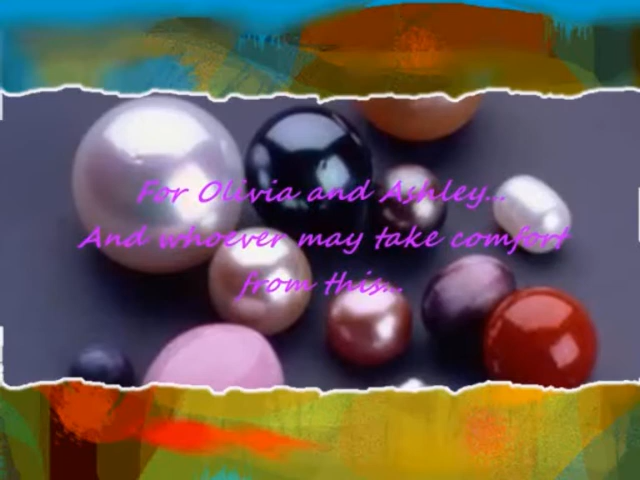 For Olivia and Ashley...
And whoever may take comfort
from this...